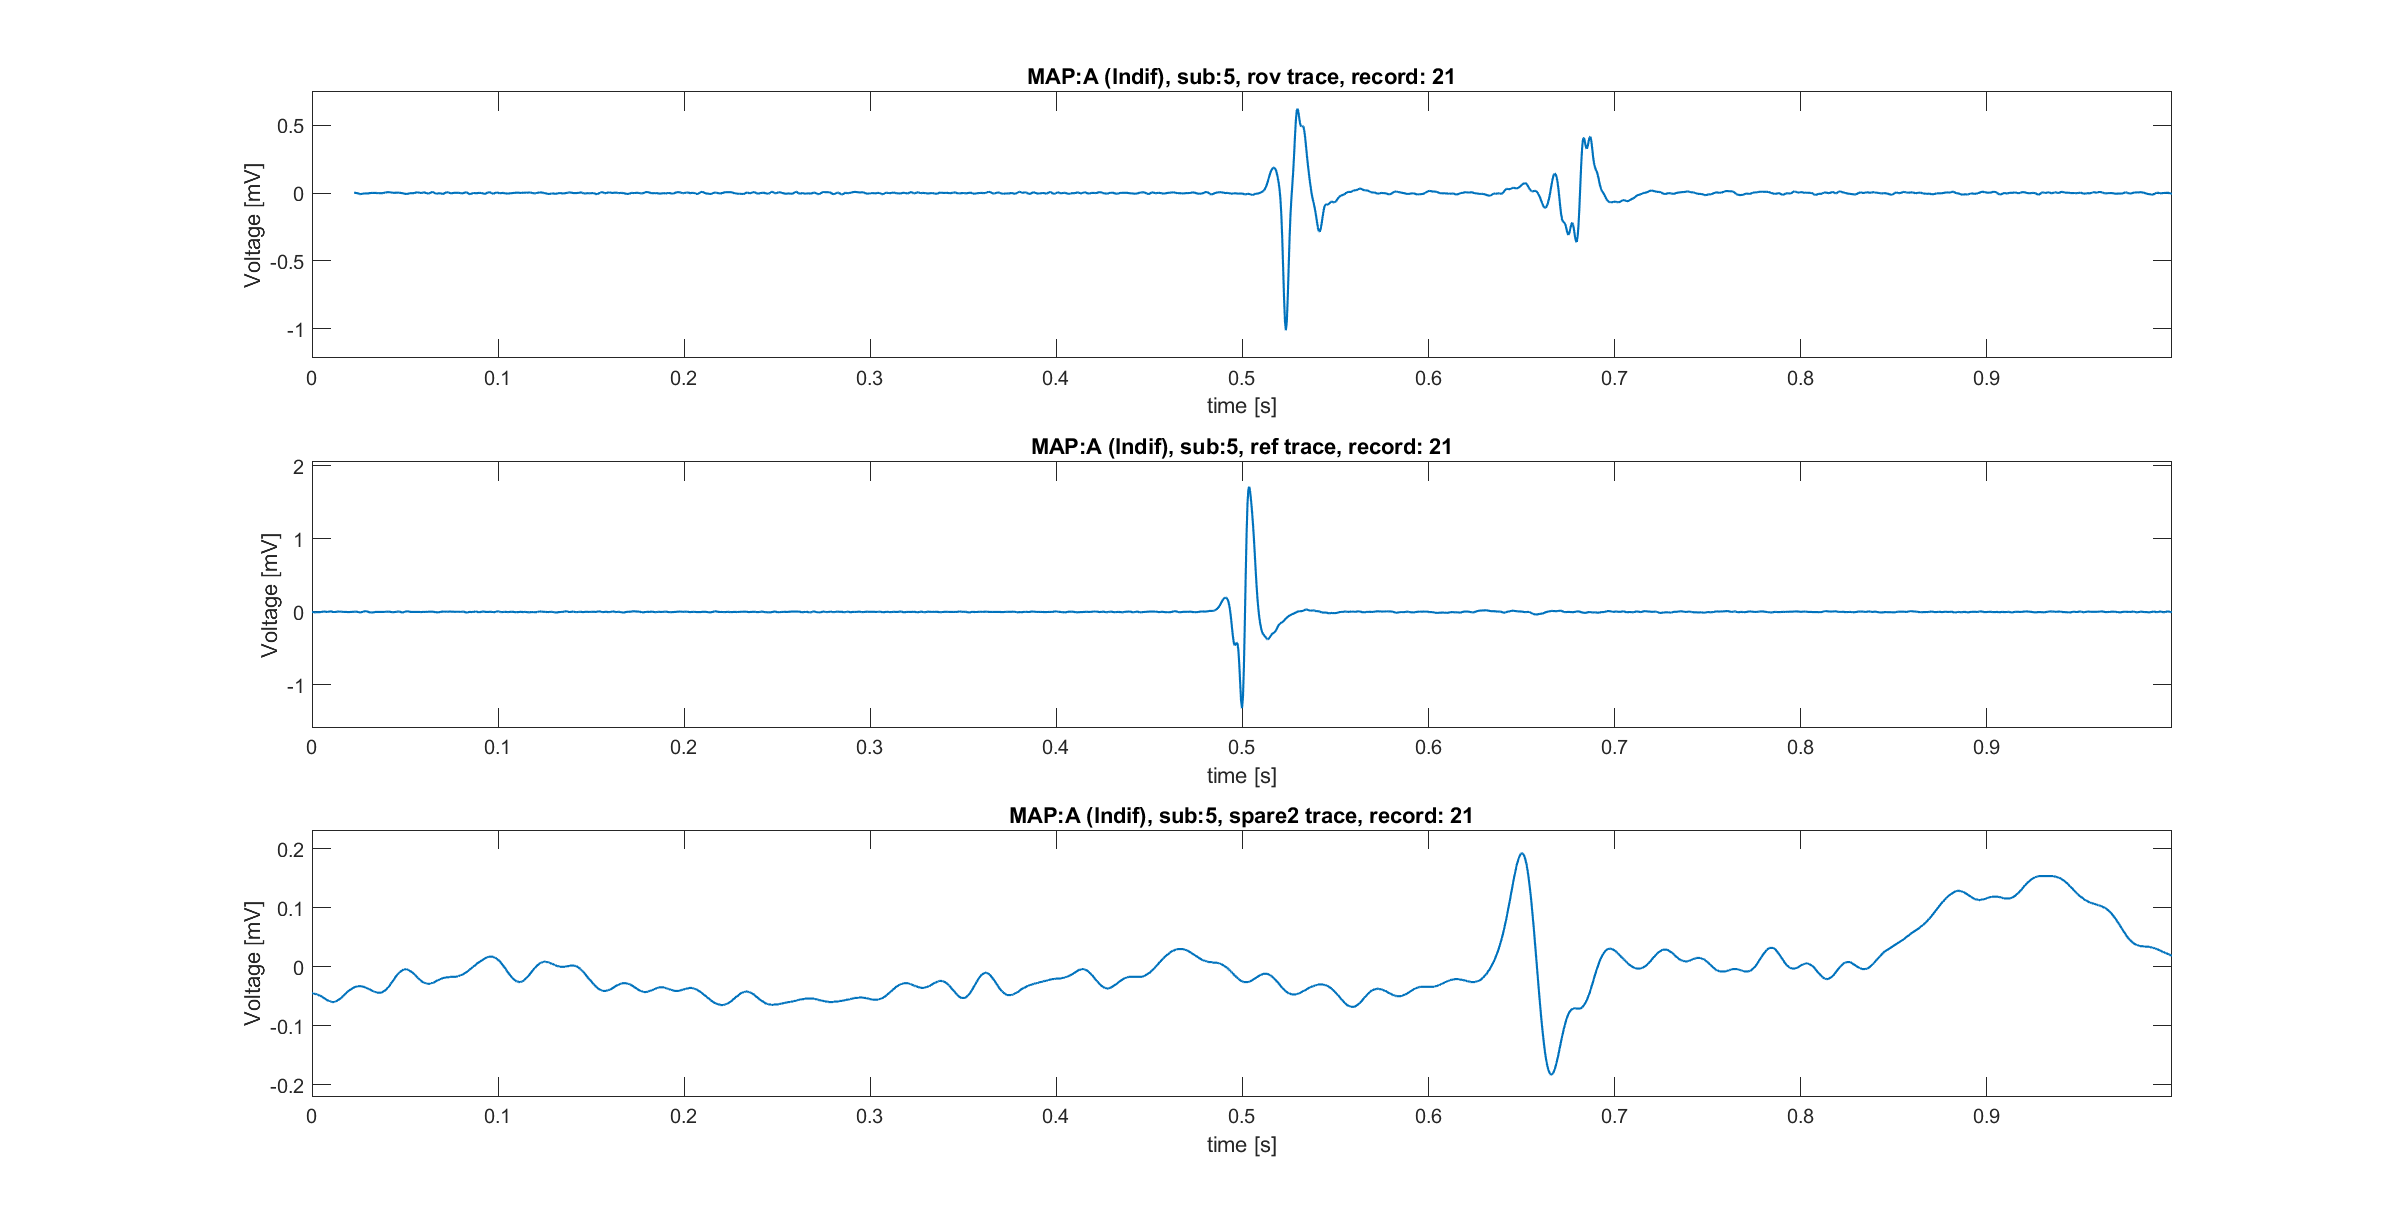 MAP:A (Indif), sub:5, rov trace, record: 21
Voltage [mV]
0.5
0
-0.5
-1
0 0.1 0.2 0.3 0.4 0.5 0.6 0.7 0.8 0.9
time [s]
MAP:A (Indif), sub:5, ref trace, record: 21
Voltage [mV]
2
1
0
-1
0 0.1 0.2 0.3 0.4 0.5 0.6 0.7 0.8 0.9
time [s]
MAP:A (Indif), sub:5, spare2 trace, record: 21
Voltage [mV]
0.2
0.1
0
-0.1
-0.2
0 0.1 0.2 0.3 0.4 0.5 0.6 0.7 0.8 0.9
time [s]